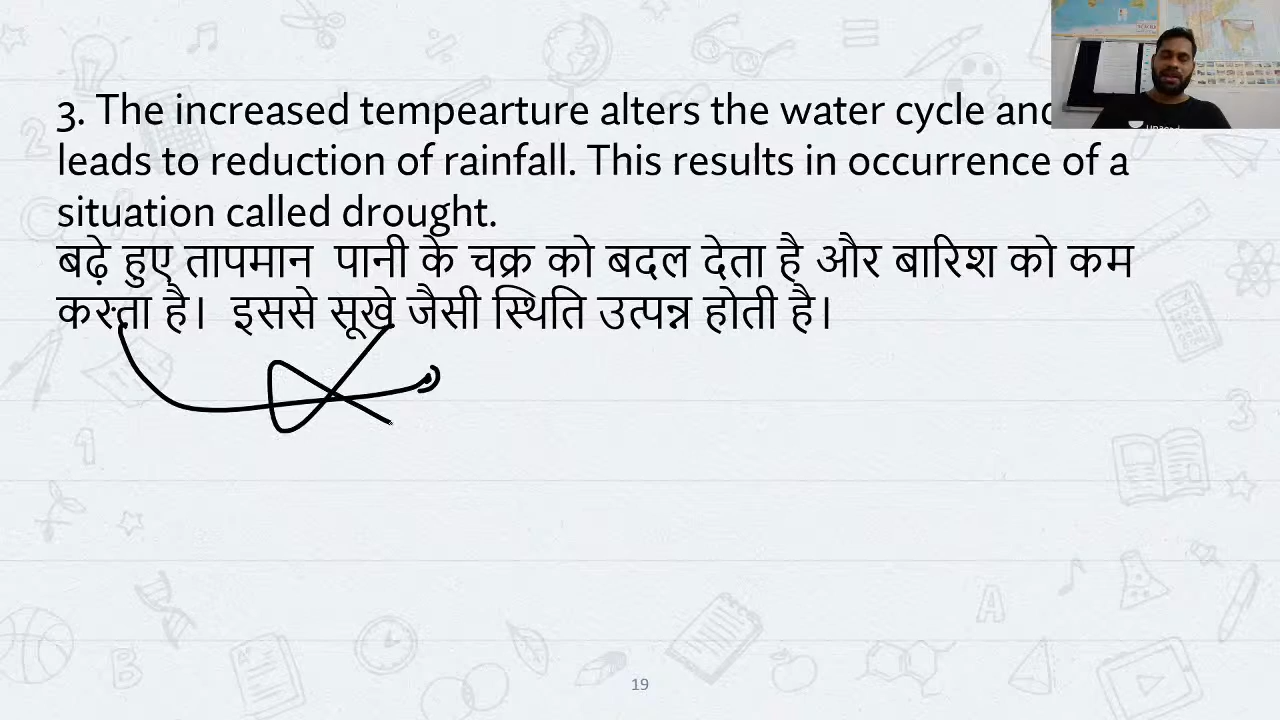 3. The increased tempearture alters the water cycle and
leads to reduction of rainfall. This results in occurrence of a
situation called drought.
बढ़े हुए तापमान पानी के चक्र को बदल देता है और बारिश को कम
करता है। इससे सूखे जैसी स्थिति उत्पन्न होती है।
19